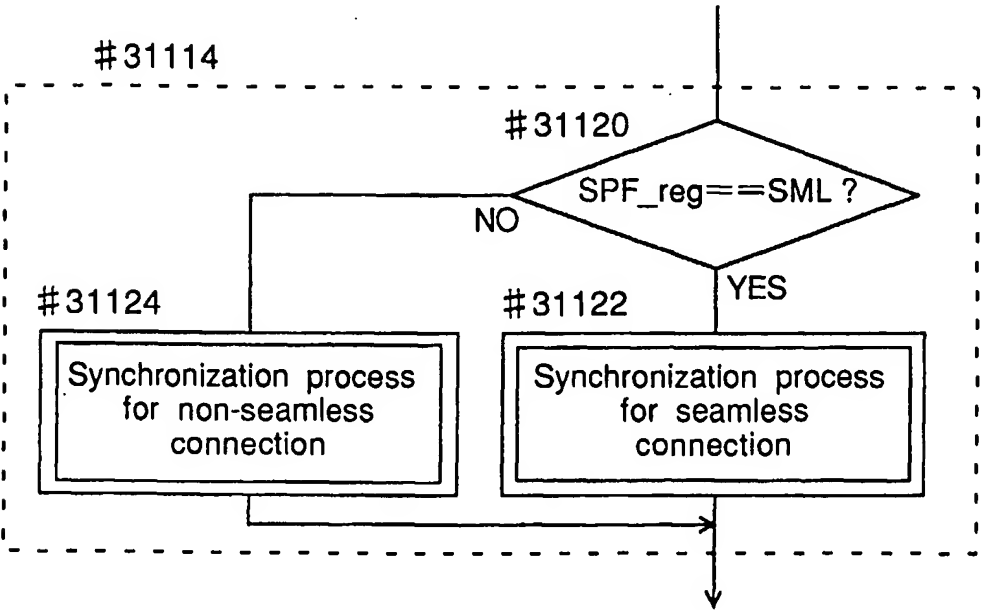 #31114
#31120
SPF_reg==SML ?
NO
YES
#31124
#31122
Synchronization process
for non-seamless
connection
Synchronization process
for seamless
connection